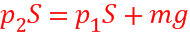 p₂S = p₁S + mg